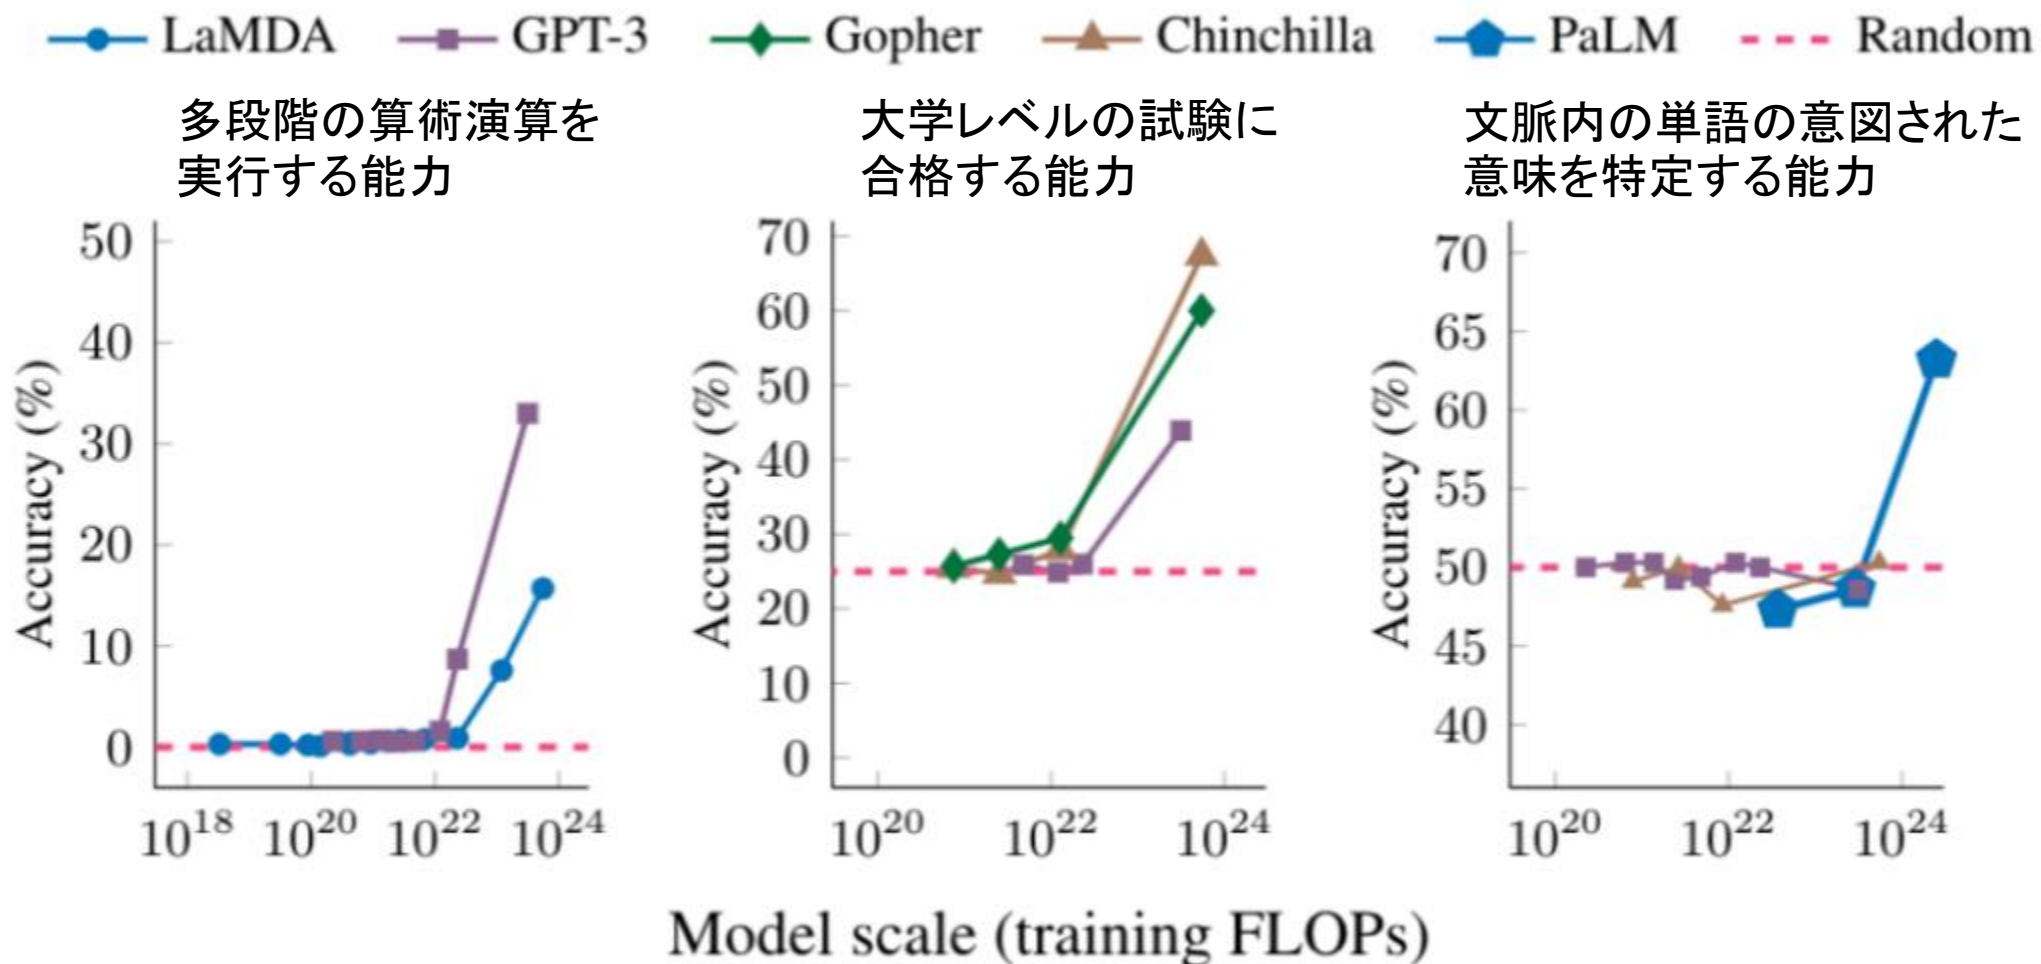 LaMDA GPT-3 Gopher Chinchilla PaLM Random
多段階の算術演算を
実行する能力
50
40
30
20
10
0
Accuracy (%)
10^18 10^20 10^22 10^24
大学レベルの試験に
合格する能力
70
60
50
40
30
20
10
0
Accuracy (%)
10^20 10^22 10^24
文脈内の単語の意図された
意味を特定する能力
70
65
60
55
50
45
40
Accuracy (%)
10^20 10^22 10^24
Model scale (training FLOPs)